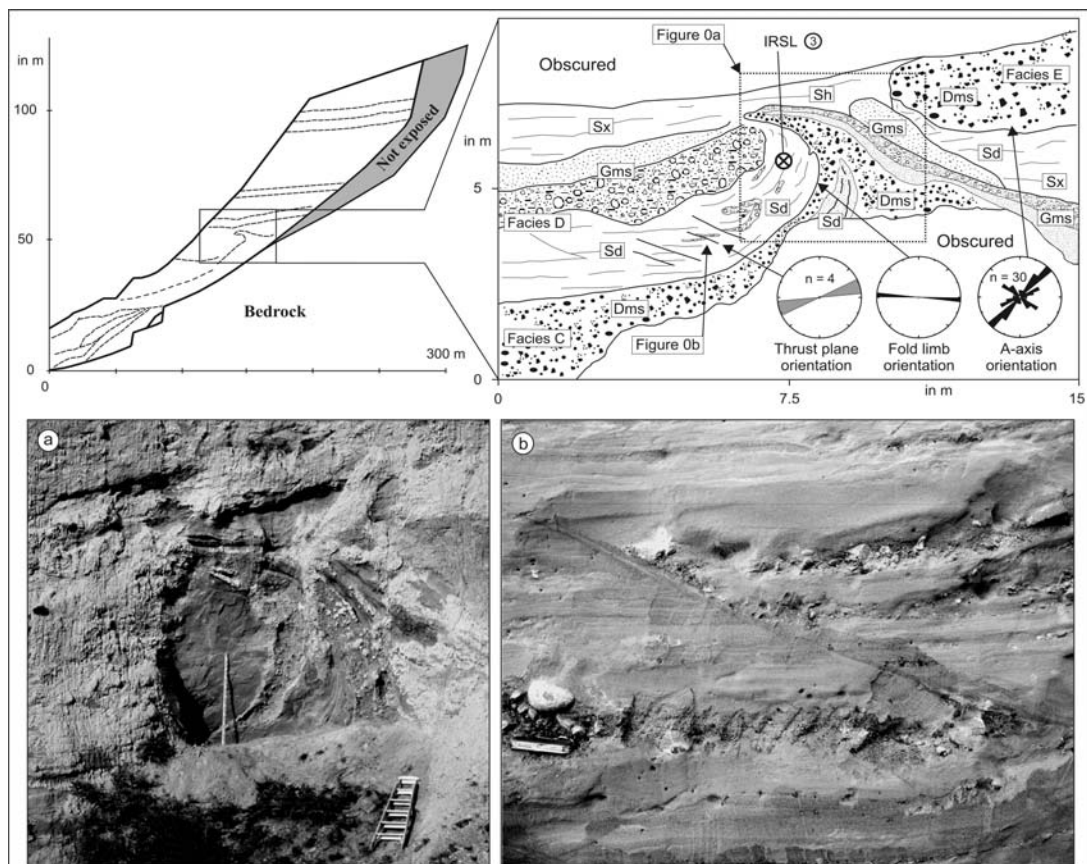 in m
100
50
0
0
300 m
Not exposed
Bedrock
in m
5
0
0
7.5
in m
15
Figure 0a
IRSL 3
Obscured
Facies E
Dms
Sh
Gms
Sx
Sd
Sx
Gms
Gms
Sd
Dms
Facies D
Sd
Sd
Obscured
Dms
Facies C
Figure 0b
n = 4
n = 30
Thrust plane
orientation
Fold limb
orientation
A-axis
orientation
a
b